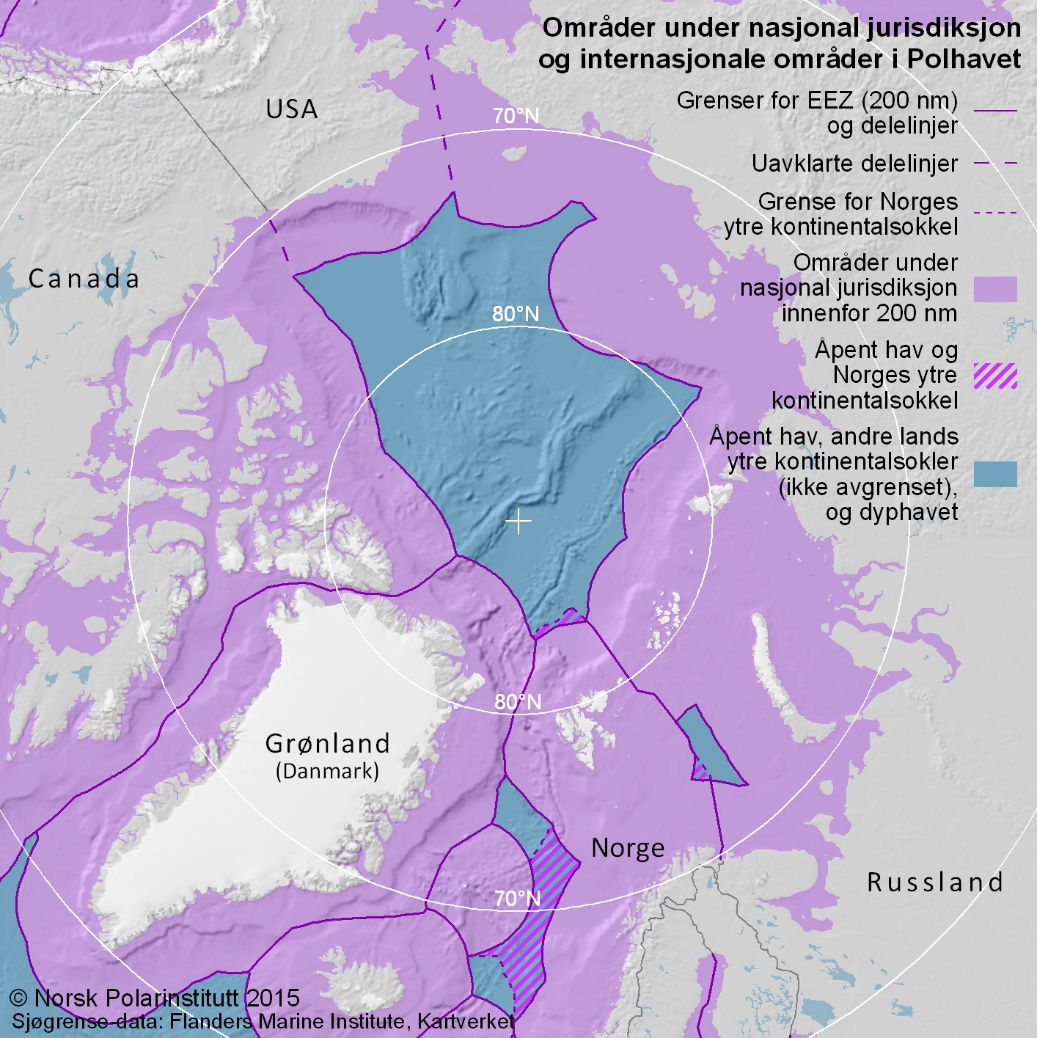 Områder under nasjonal jurisdiksjon
og internasjonale områder i Polhavet
Grenser for EEZ (200 nm)
og delelinjer
Uavklarte delelinjer
Grense for Norges
ytre kontinentalsokkel
Områder under
nasjonal jurisdiksjon
innenfor 200 nm
Åpent hav og
Norges ytre
kontinentalsokkel
Åpent hav, andre lands
ytre kontinentalsokler
(ikke avgrenset),
og dyphavet
USA
70°N
Canada
80°N
80°N
Grønland
(Danmark)
Norge
Russland
70°N
© Norsk Polarinstitutt 2015
Sjøgrense-data: Flanders Marine Institute, Kartverket